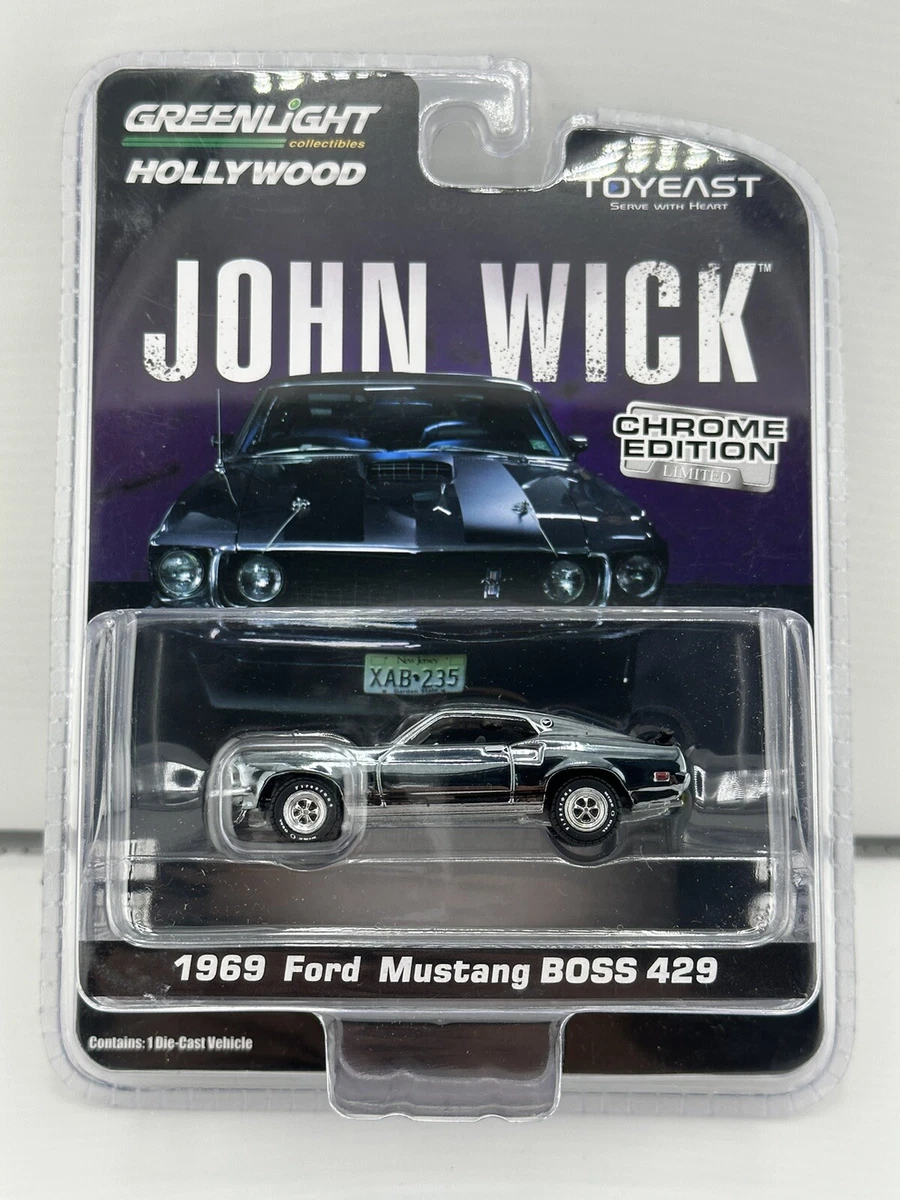 GREENLiGHT
collectibles
HOLLYWOOD
TOYEAST
SERVE WITH HEART
JOHN WICK™
CHROME
EDITION
LIMITED
New Jersey
XAB•235
Garden State
1969 Ford Mustang BOSS 429
Contains: 1 Die-Cast Vehicle